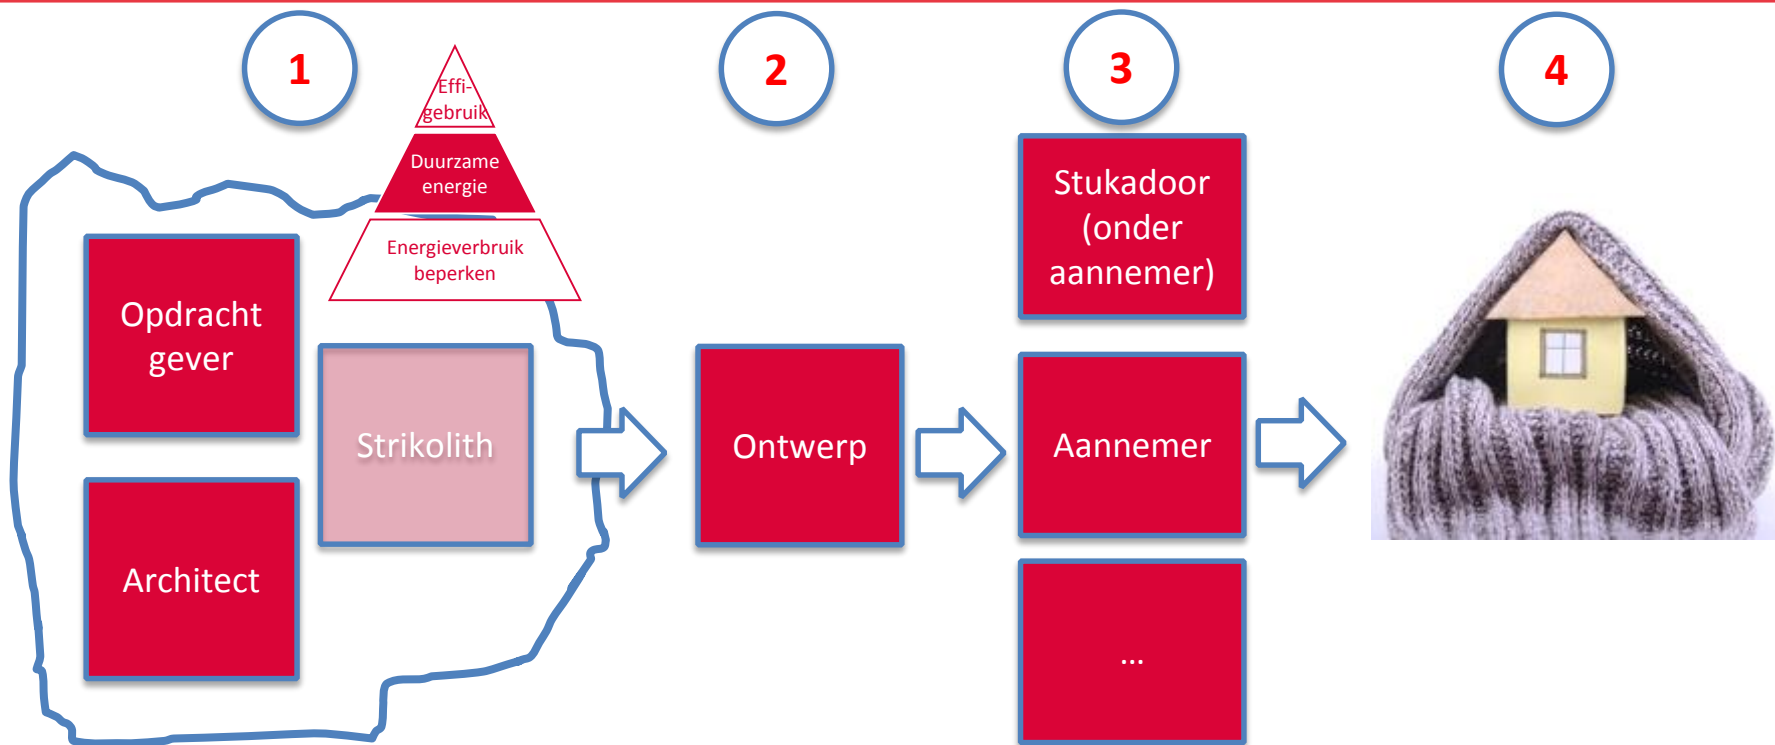 1
Effi-
gebruik
Duurzame
energie
Energieverbruik
beperken
Opdracht
gever
Strikolith
Architect
2
Ontwerp
3
Stukadoor
(onder
aannemer)
Aannemer
...
4